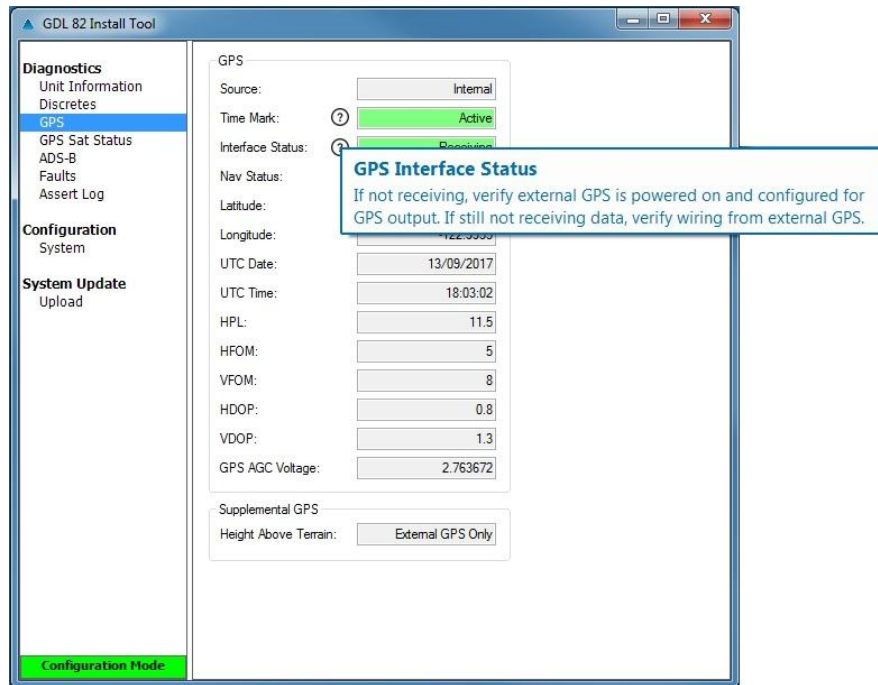 GDL 82 Install Tool
Diagnostics
Unit Information
Discretes
GPS
GPS Sat Status
ADS-B
Faults
Assert Log
Configuration
System
System Update
Upload
Configuration Mode
GPS
Source: Internal
Time Mark: ? Active
Interface Status: ? Receiving
GPS Interface Status
If not receiving, verify external GPS is powered on and configured for
GPS output. If still not receiving data, verify wiring from external GPS.
Nav Status:
Latitude:
Longitude:
UTC Date: 13/09/2017
UTC Time: 18:03:02
HPL: 11.5
HFOM: 5
VFOM: 8
HDOP: 0.8
VDOP: 1.3
GPS AGC Voltage: 2.763672
Supplemental GPS
Height Above Terrain: External GPS Only